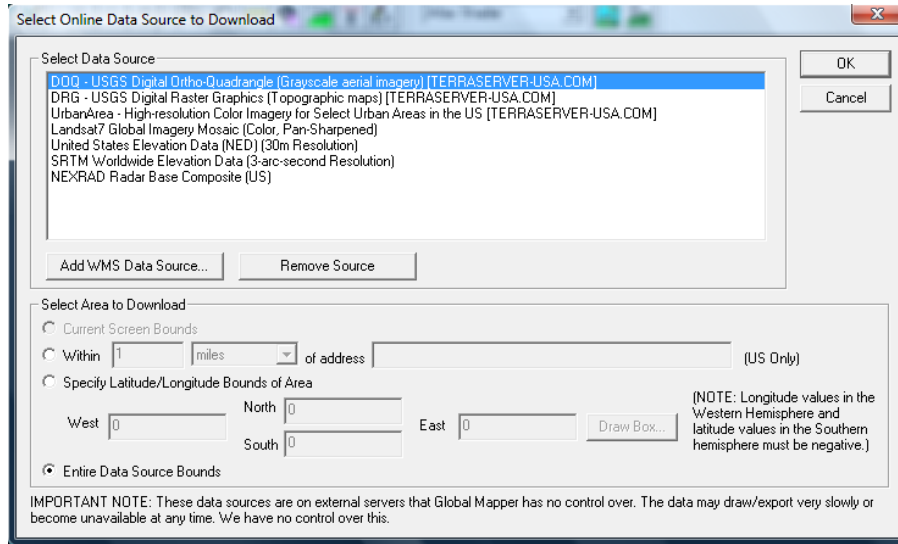 Select Online Data Source to Download
Select Data Source
DOQ - USGS Digital Ortho-Quadrangle (Grayscale aerial imagery) [TERRASERVER-USA.COM]
DRG - USGS Digital Raster Graphics (Topographic maps) [TERRASERVER-USA.COM]
UrbanArea - High-resolution Color Imagery for Select Urban Areas in the US [TERRASERVER-USA.COM]
Landsat7 Global Imagery Mosaic (Color, Pan-Sharpened)
United States Elevation Data (NED) (30m Resolution)
SRTM Worldwide Elevation Data (3-arc-second Resolution)
NEXRAD Radar Base Composite (US)
OK
Cancel
Add WMS Data Source...
Remove Source
Select Area to Download
Current Screen Bounds
Within 1 miles of address (US Only)
Specify Latitude/Longitude Bounds of Area
West 0
North 0
South 0
East 0
Draw Box...
(NOTE: Longitude values in the
Western Hemisphere and
latitude values in the Southern
hemisphere must be negative.)
Entire Data Source Bounds
IMPORTANT NOTE: These data sources are on external servers that Global Mapper has no control over. The data may draw/export very slowly or
become unavailable at any time. We have no control over this.